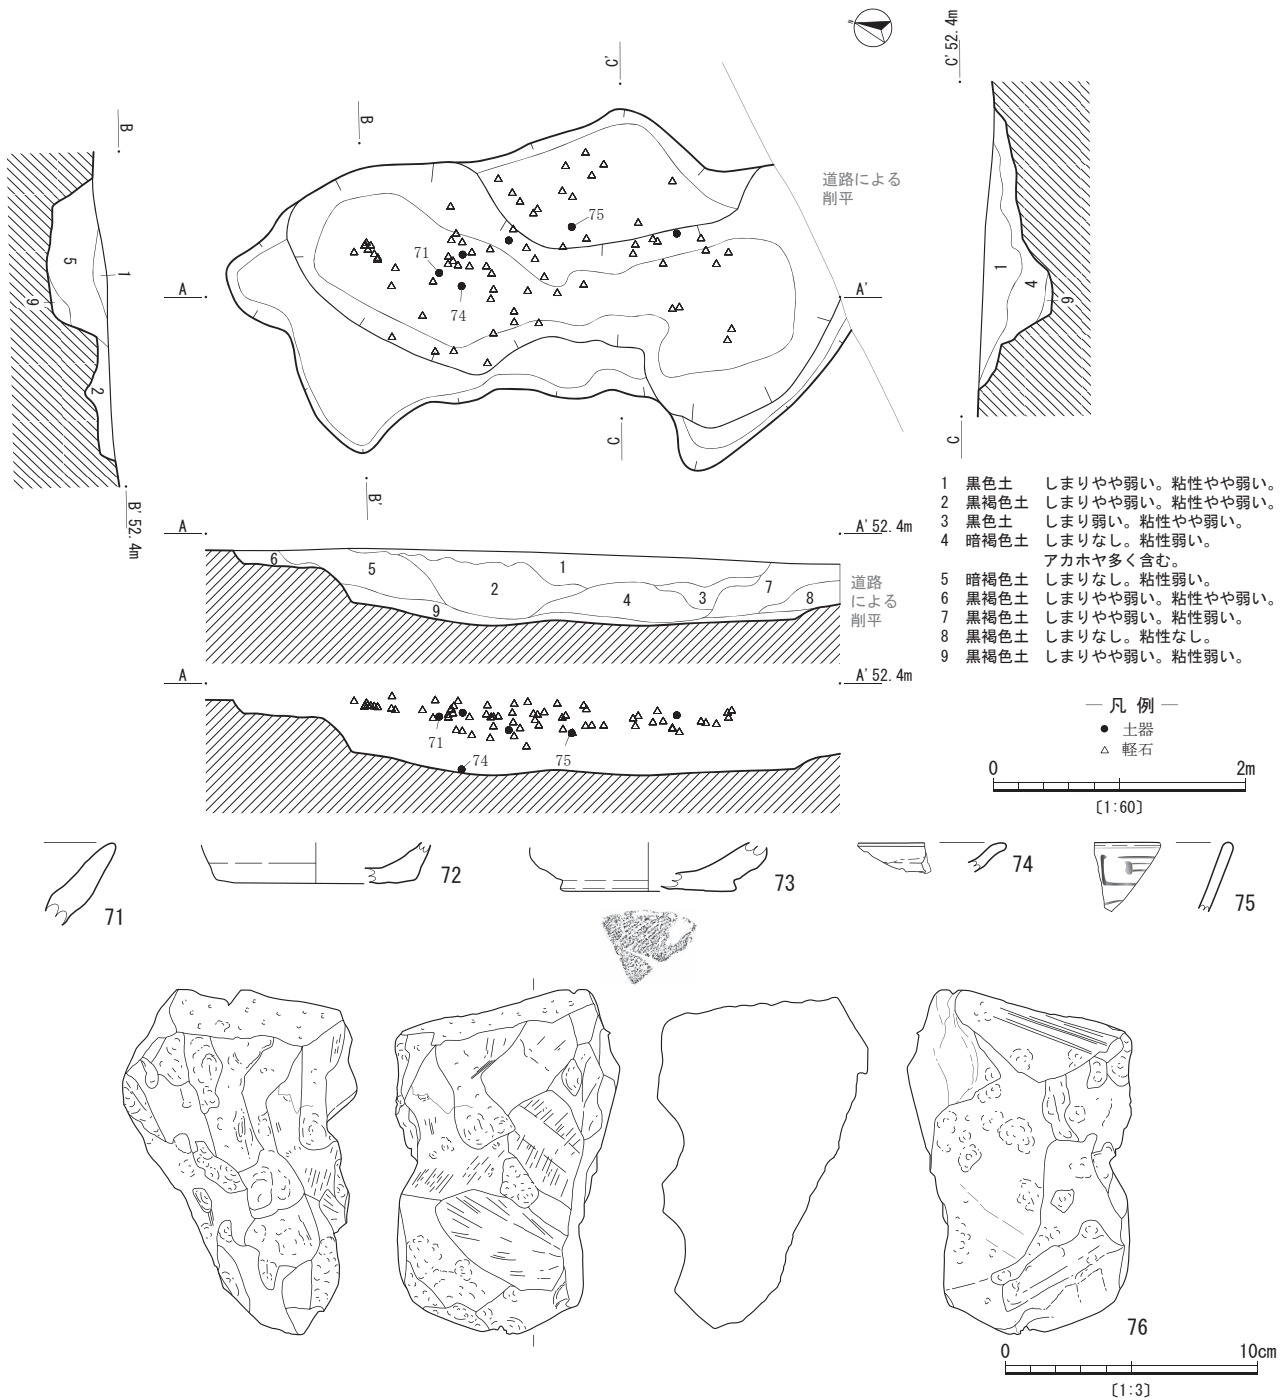 N
C'
C' 52.4m
B
B
道路による
削平
75
71
74
1
5
9
2
1
4
9
A
A'
C
C
B'
B' 52.4m
1 黒色土 しまりやや弱い。粘性やや弱い。
2 黒褐色土 しまりやや弱い。粘性やや弱い。
3 黒色土 しまり弱い。粘性やや弱い。
4 暗褐色土 しまりなし。粘性弱い。
アカホヤ多く含む。
5 暗褐色土 しまりなし。粘性弱い。
6 黒褐色土 しまりやや弱い。粘性やや弱い。
7 黒褐色土 しまりやや弱い。粘性弱い。
8 黒褐色土 しまりなし。粘性なし。
9 黒褐色土 しまりやや弱い。粘性弱い。
A
A' 52.4m
6
5
1
2
4
3
7
8
9
道路
による
削平
A
A' 52.4m
71
74
75
凡例
● 土器
△ 軽石
0 2m
〔1:60〕
71
72
73
74
75
76
0 10cm
〔1:3〕